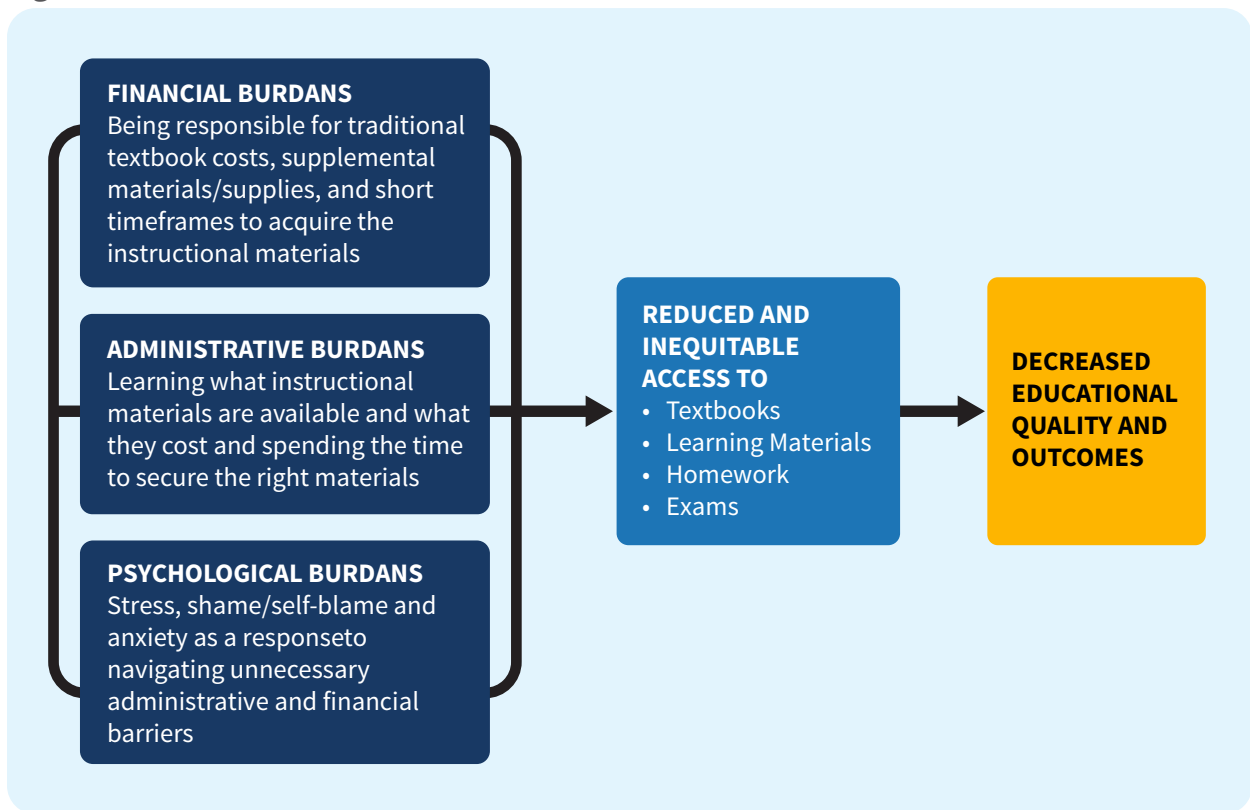 FINANCIAL BURDANS
Being responsible for traditional
textbook costs, supplemental
materials/supplies, and short
timeframes to acquire the
instructional materials
ADMINISTRATIVE BURDANS
Learning what instructional
materials are available and what
they cost and spending the time
to secure the right materials
PSYCHOLOGICAL BURDANS
Stress, shame/self-blame and
anxiety as a responseto
navigating unnecessary
administrative and financial
barriers
REDUCED AND
INEQUITABLE
ACCESS TO
• Textbooks
• Learning Materials
• Homework
• Exams
DECREASED
EDUCATIONAL
QUALITY AND
OUTCOMES